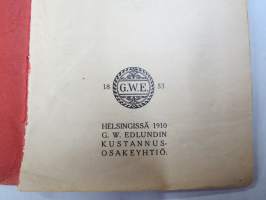 18 G.W.E. 53
HELSINGISSÄ 1910
G. W. EDLUNDIN
KUSTANNUS-
OSAKEYHTIÖ.